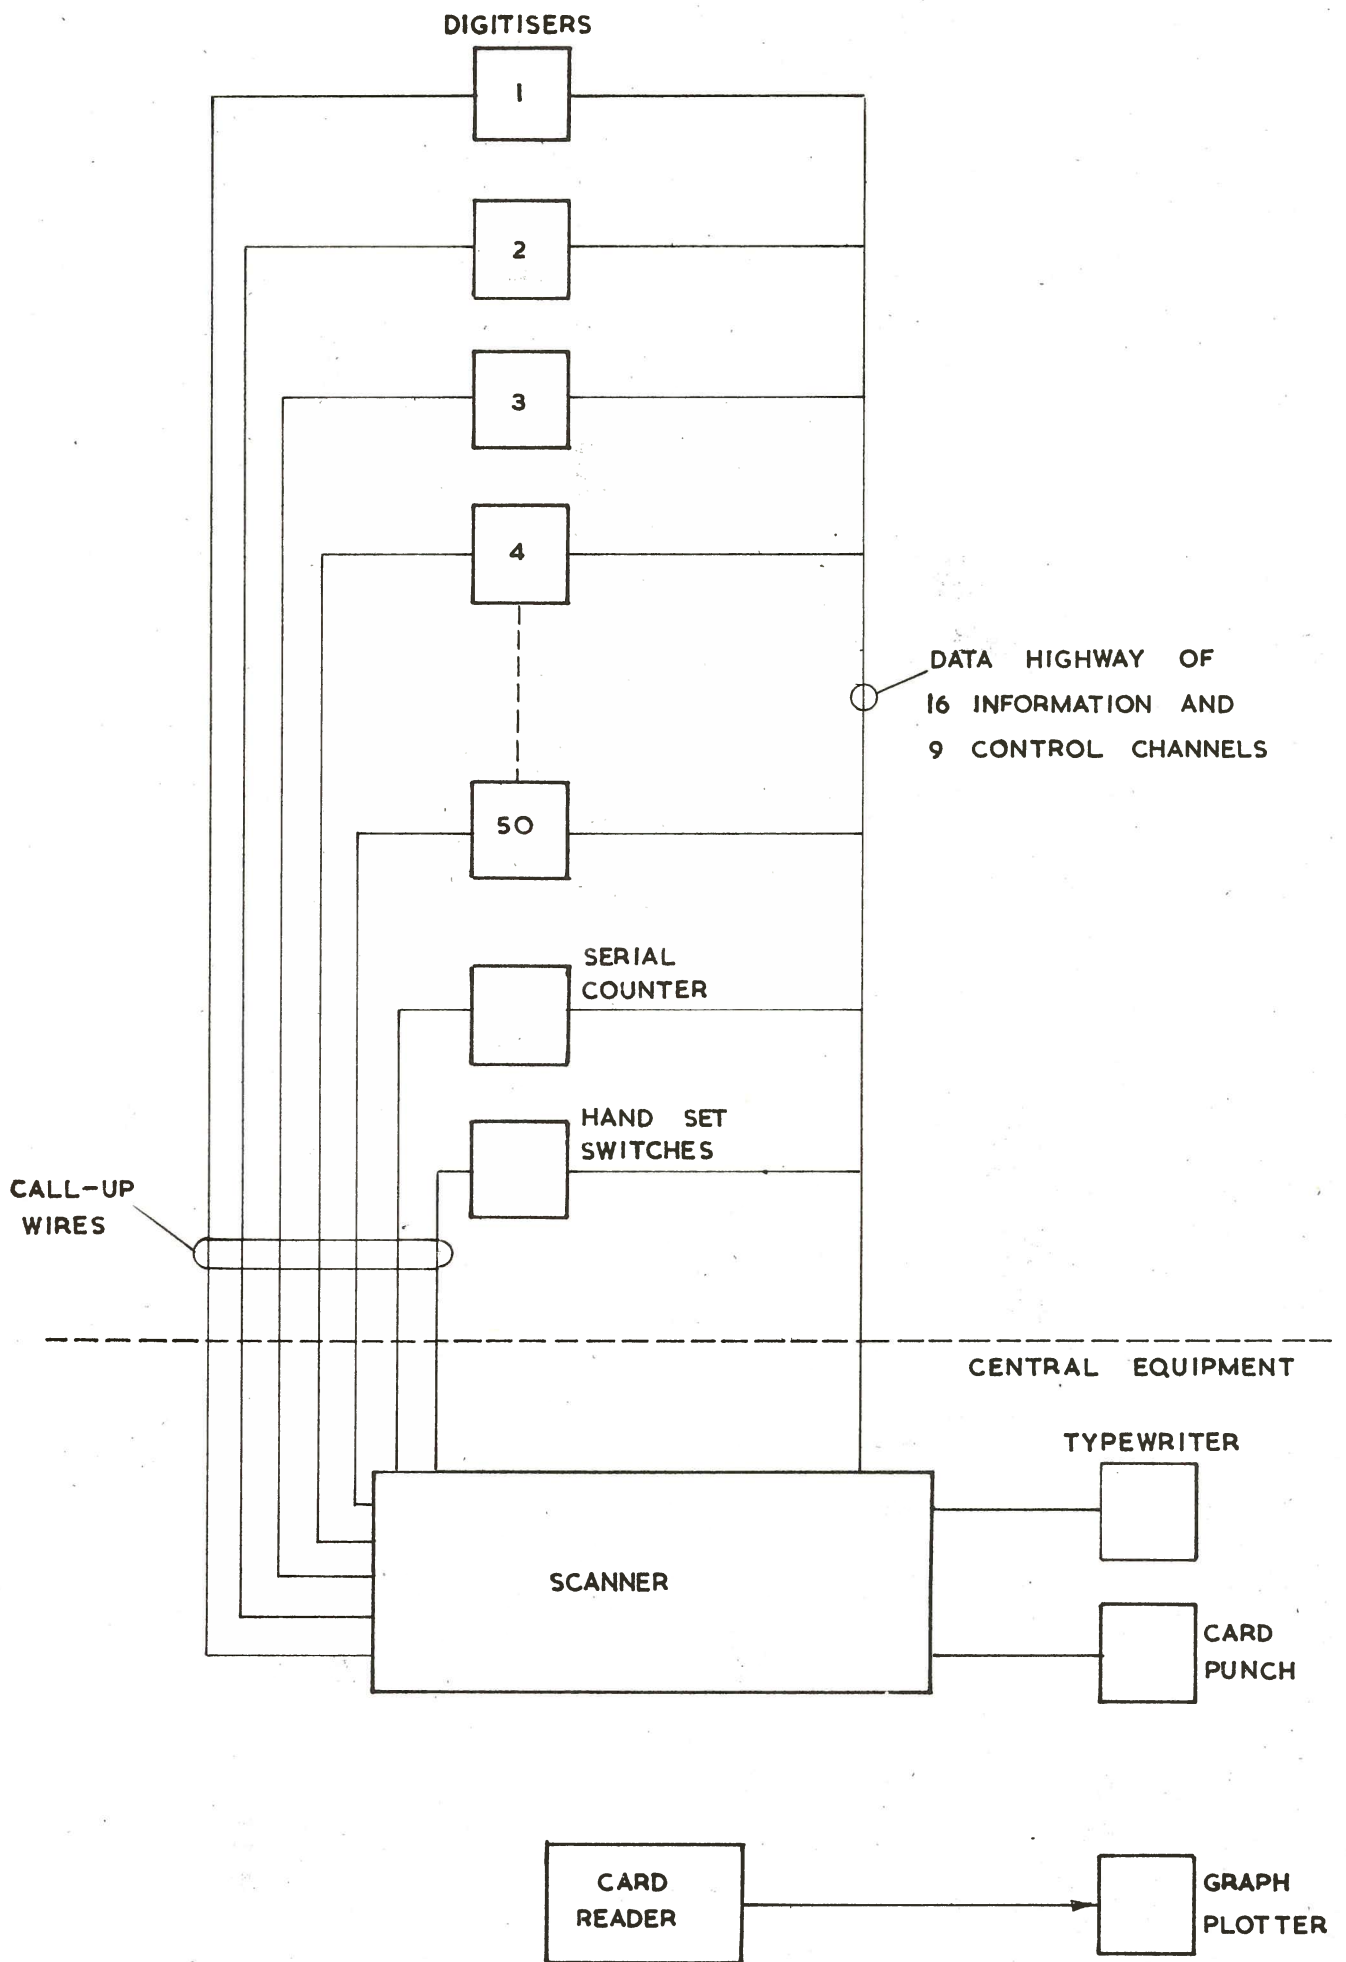 DIGITISERS
1
2
3
4
DATA HIGHWAY OF
16 INFORMATION AND
9 CONTROL CHANNELS
50
SERIAL
COUNTER
HAND SET
SWITCHES
CALL-UP
WIRES
CENTRAL EQUIPMENT
TYPEWRITER
SCANNER
CARD
PUNCH
CARD
READER
GRAPH
PLOTTER